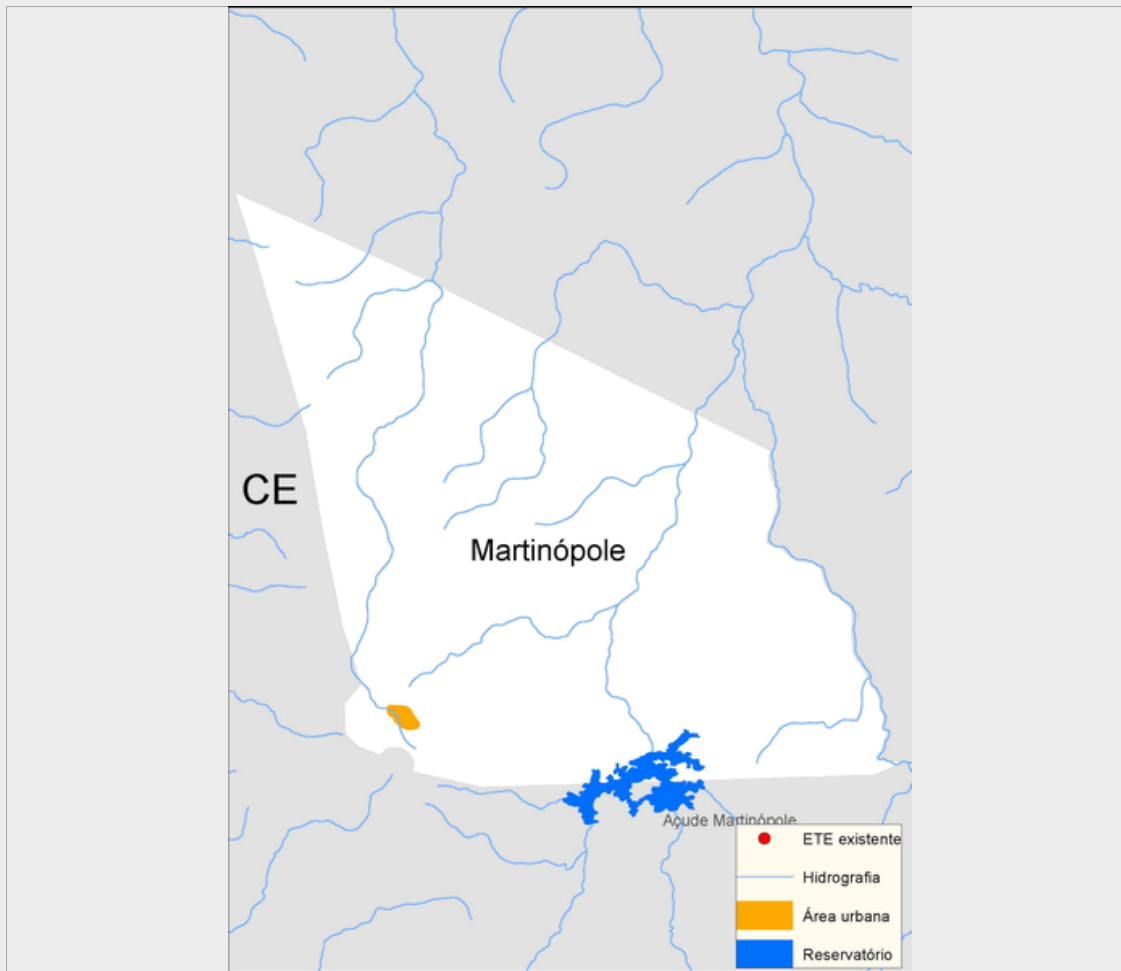 CE
Martinópole
Açude Martinópole
ETE existente
Hidrografia
Área urbana
Reservatório